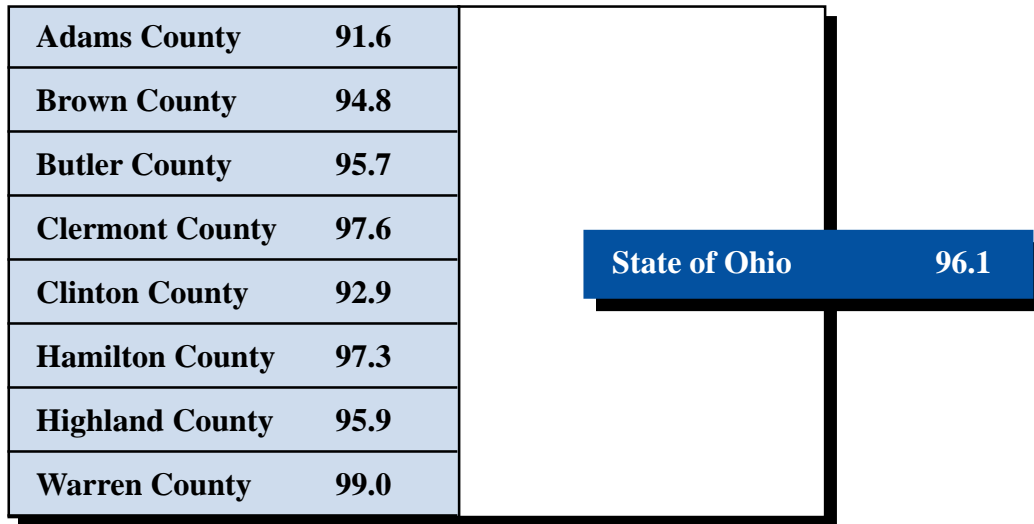 Adams County 91.6
Brown County 94.8
Butler County 95.7
Clermont County 97.6
Clinton County 92.9
Hamilton County 97.3
Highland County 95.9
Warren County 99.0
State of Ohio 96.1